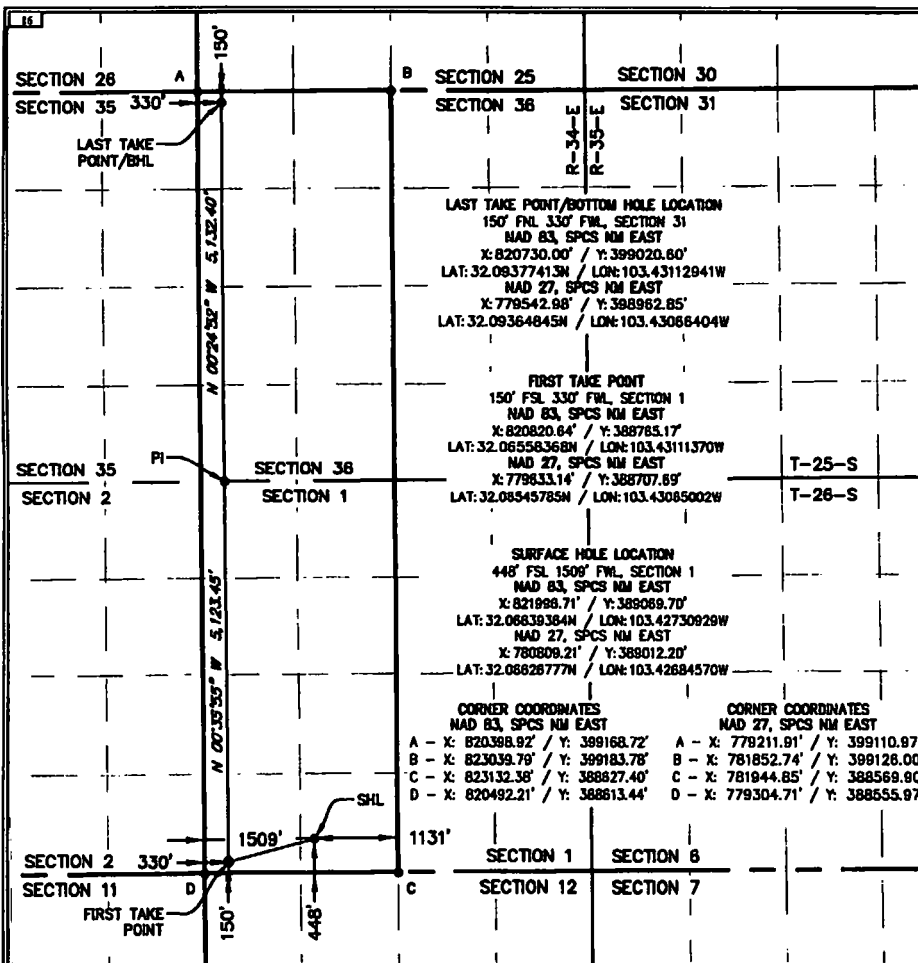 16
150'
SECTION 26 A B SECTION 25 SECTION 30
SECTION 35 330' SECTION 36 SECTION 31
LAST TAKE
POINT/BHL
R-34-E
R-35-E
LAST TAKE POINT/BOTTOM HOLE LOCATION
150' FNL 330' FWL, SECTION 31
NAD 83, SPCS NM EAST
X:820730.00' / Y:399020.60'
LAT:32.09377413N / LON:103.43112941W
NAD 27, SPCS NM EAST
X:779542.98' / Y:398962.85'
LAT:32.09364845N / LON:103.43066404W
N 00°24'52" W 5,132.40'
FIRST TAKE POINT
150' FSL 330' FWL, SECTION 1
NAD 83, SPCS NM EAST
X:820820.64' / Y:388765.17'
LAT:32.06558368N / LON:103.43111370W
NAD 27, SPCS NM EAST
X:779633.14' / Y:388707.69'
LAT:32.06545785N / LON:103.43065002W
SECTION 35 PI SECTION 36 T-25-S
SECTION 2 SECTION 1 T-26-S
SURFACE HOLE LOCATION
448' FSL 1509' FWL, SECTION 1
NAD 83, SPCS NM EAST
X:821996.71' / Y:389069.70'
LAT:32.06639364N / LON:103.42730929W
NAD 27, SPCS NM EAST
X:780809.21' / Y:389012.20'
LAT:32.06626777N / LON:103.42684570W
N 00°35'55" W 5,123.45'
CORNER COORDINATES
NAD 83, SPCS NM EAST
A - X: 820398.92' / Y: 399168.72'
B - X: 823039.79' / Y: 399183.78'
C - X: 823132.38' / Y: 388627.40'
D - X: 820492.21' / Y: 388613.44'
CORNER COORDINATES
NAD 27, SPCS NM EAST
A - X: 779211.91' / Y: 399110.97
B - X: 781852.74' / Y: 399126.00
C - X: 781944.85' / Y: 388569.90
D - X: 779304.71' / Y: 388555.97
SHL
1509' 1131'
SECTION 2 330' SECTION 1 SECTION 6
SECTION 11 D C SECTION 12 SECTION 7
FIRST TAKE
POINT
150'
448'